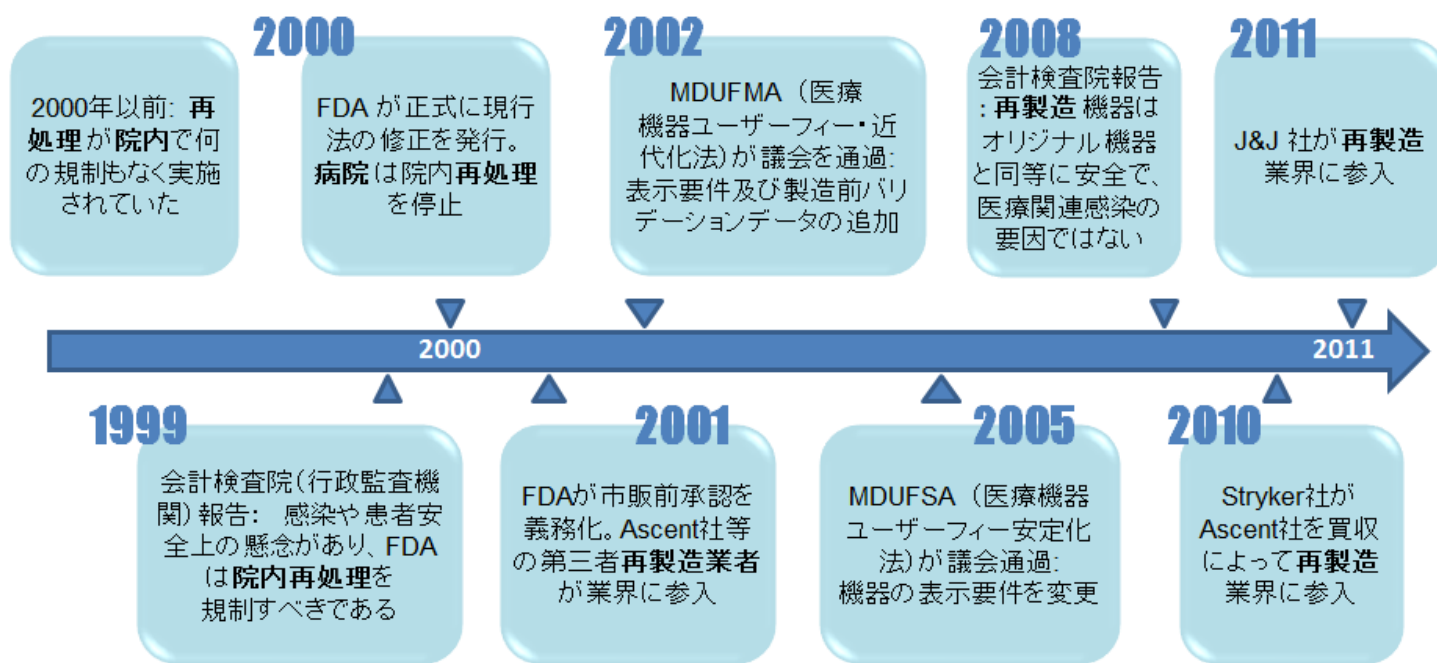 2000年以前: 再
処理が院内で何
の規制もなく実施
されていた
2000
FDA が正式に現行
法の修正を発行。
病院は院内再処理
を停止
2002
MDUFMA （医療
機器ユーザーフィー・近
代化法）が議会を通過:
表示要件及び製造前バリ
デーションデータの追加
2008
会計検査院報告
: 再製造 機器は
オリジナル機器
と同等に安全で、
医療関連感染の
要因ではない
2011
J&J 社が再製造
業界に参入
2000
2011
1999
会計検査院（行政監査機
関）報告: 感染や患者安
全上の懸念があり、FDA
は院内再処理を
規制すべきである
2001
FDAが市販前承認を
義務化。Ascent社等
の第三者再製造業者
が業界に参入
2005
MDUFSA （医療機器
ユーザーフィー安定化
法）が議会通過:
機器の表示要件を変更
2010
Stryker社が
Ascent社を買収
によって再製造
業界に参入